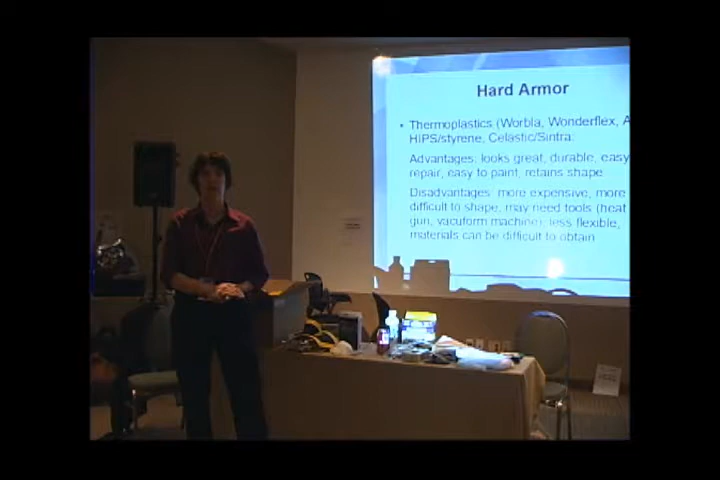 Hard Armor
• Thermoplastics (Worbla, Wonderflex, A
HIPS/styrene, Celastic/Sintra:
Advantages: looks great, durable, easy
repair, easy to paint, retains shape
Disadvantages: more expensive, more
difficult to shape, may need tools (heat
gun, vacuform machine), less flexible,
materials can be difficult to obtain